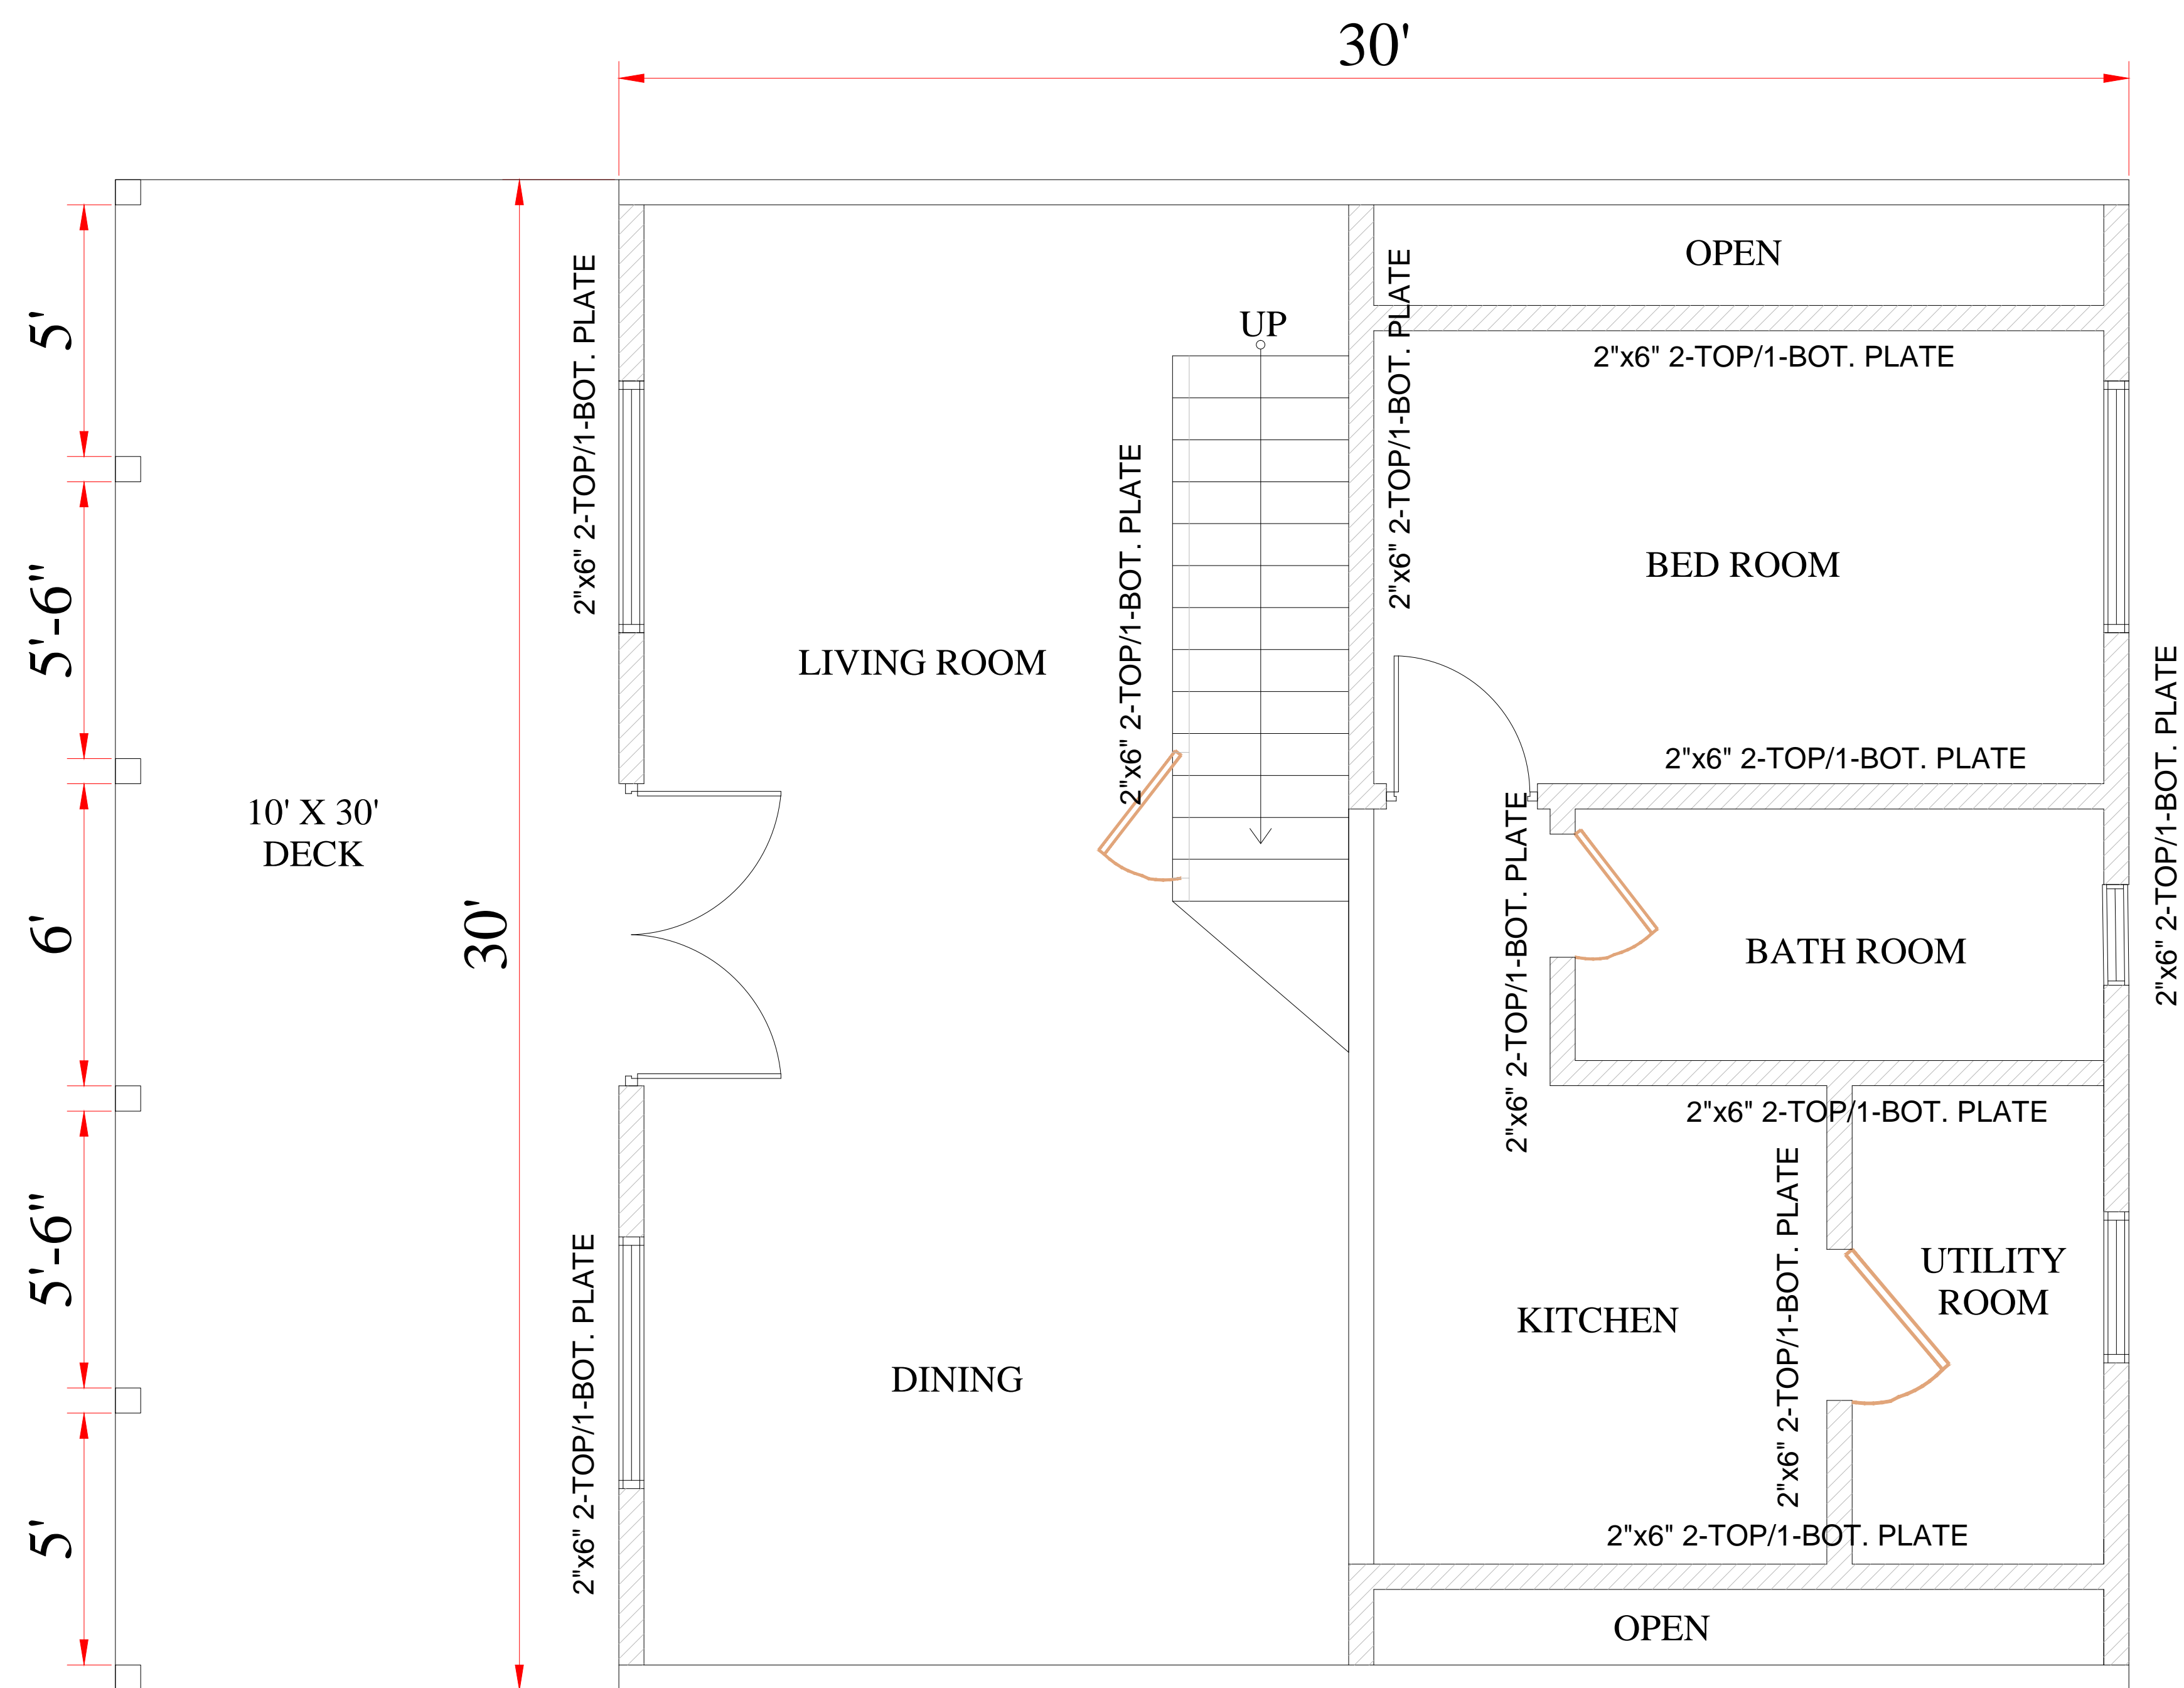 30'
OPEN
UP
5'
2"x6" 2-TOP/1-BOT. PLATE
2"x6" 2-TOP/1-BOT. PLATE
2"x6" 2-TOP/1-BOT. PLATE
2"x6" 2-TOP/1-BOT. PLATE
BED ROOM
5'-6"
LIVING ROOM
2"x6" 2-TOP/1-BOT. PLATE
2"x6" 2-TOP/1-BOT. PLATE
10' X 30'
DECK
6'
30'
2"x6" 2-TOP/1-BOT. PLATE
BATH ROOM
2"x6" 2-TOP/1-BOT. PLATE
5'-6"
2"x6" 2-TOP/1-BOT. PLATE
UTILITY
ROOM
KITCHEN
2"x6" 2-TOP/1-BOT. PLATE
DINING
5'
2"x6" 2-TOP/1-BOT. PLATE
OPEN